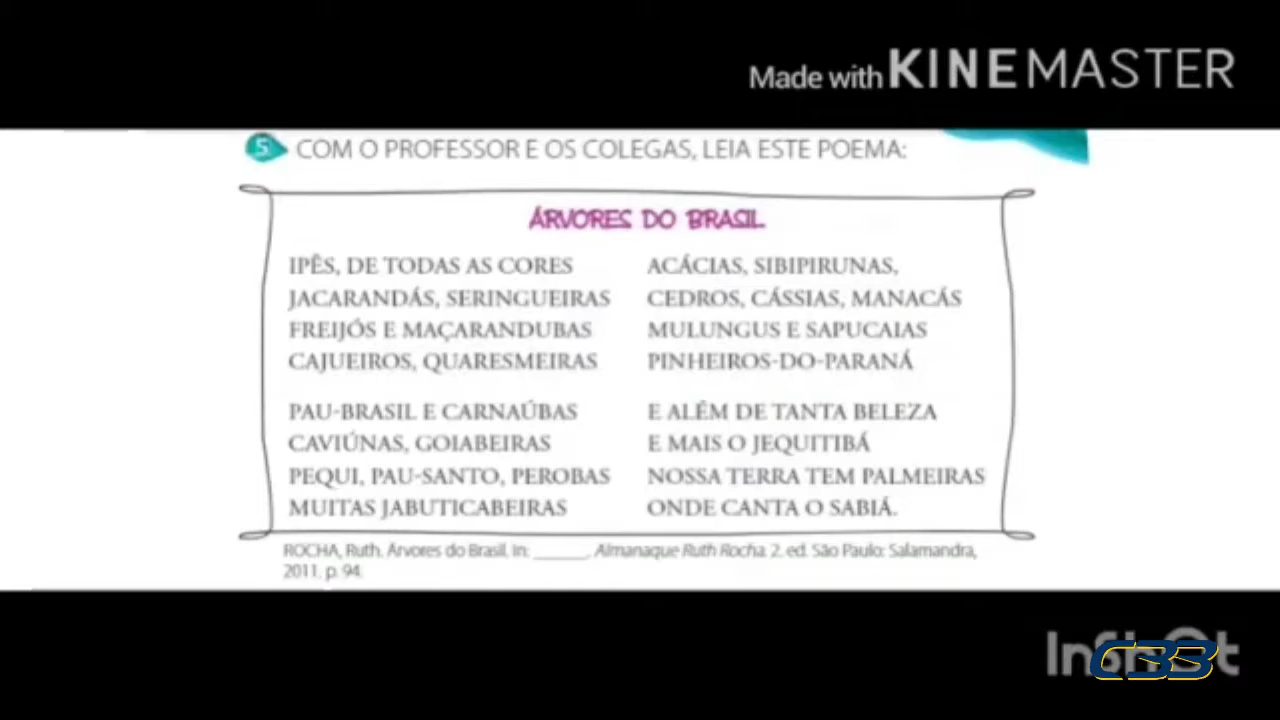 Made with KINEMASTER
5 COM O PROFESSOR E OS COLEGAS, LEIA ESTE POEMA:
ÁRVORES DO BRASIL
IPÊS, DE TODAS AS CORES
JACARANDÁS, SERINGUEIRAS
FREIJÓS E MAÇARANDUBAS
CAJUEIROS, QUARESMEIRAS
PAU-BRASIL E CARNAÚBAS
CAVIÚNAS, GOIABEIRAS
PEQUI, PAU-SANTO, PEROBAS
MUITAS JABUTICABEIRAS
ACÁCIAS, SIBIPIRUNAS,
CEDROS, CÁSSIAS, MANACÁS
MULUNGUS E SAPUCAIAS
PINHEIROS-DO-PARANÁ
E ALÉM DE TANTA BELEZA
E MAIS O JEQUITIBÁ
NOSSA TERRA TEM PALMEIRAS
ONDE CANTA O SABIÁ.
ROCHA, Ruth. Árvores do Brasil. In: ______. Almanaque Ruth Rocha. 2. ed. São Paulo: Salamandra,
2011. p. 94.
InShOt
CBB